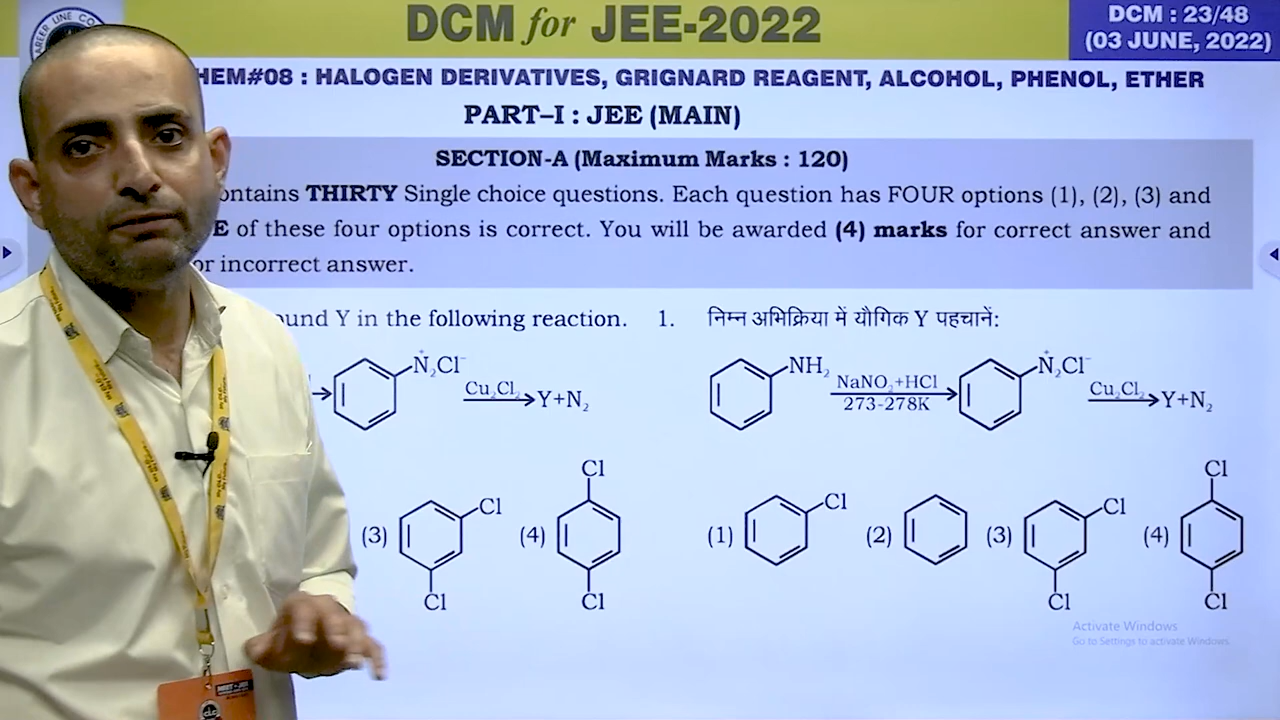 DCM for JEE-2022
DCM : 23/48
(03 JUNE, 2022)
HEM#08 : HALOGEN DERIVATIVES, GRIGNARD REAGENT, ALCOHOL, PHENOL, ETHER
PART–I : JEE (MAIN)
SECTION-A (Maximum Marks : 120)
ontains THIRTY Single choice questions. Each question has FOUR options (1), (2), (3) and
E of these four options is correct. You will be awarded (4) marks for correct answer and
or incorrect answer.
ound Y in the following reaction.
N₂⁺Cl⁻
Cu₂Cl₂
Y+N₂
Cl
Cl
(3)
(4)
Cl
Cl
1. निम्न अभिक्रिया में यौगिक Y पहचानें:
NH₂
NaNO₂+HCl
273-278K
N₂⁺Cl⁻
Cu₂Cl₂
Y+N₂
Cl
Cl
Cl
(1)
(2)
(3)
(4)
Cl
Cl
Activate Windows
Go to Settings to activate Windows.